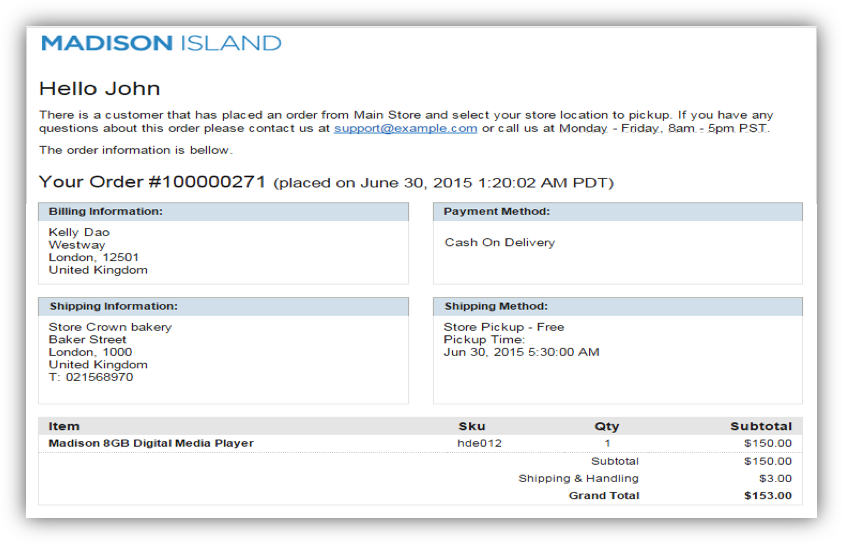 MADISON ISLAND
Hello John
There is a customer that has placed an order from Main Store and select your store location to pickup. If you have any
questions about this order please contact us at support@example.com or call us at Monday - Friday, 8am - 5pm PST.
The order information is bellow.
Your Order #100000271 (placed on June 30, 2015 1:20:02 AM PDT)
Billing Information:
Kelly Dao
Westway
London, 12501
United Kingdom
Payment Method:
Cash On Delivery
Shipping Information:
Store Crown bakery
Baker Street
London, 1000
United Kingdom
T: 021568970
Shipping Method:
Store Pickup - Free
Pickup Time:
Jun 30, 2015 5:30:00 AM
Item Sku Qty Subtotal
Madison 8GB Digital Media Player hde012 1 $150.00
Subtotal $150.00
Shipping & Handling $3.00
Grand Total $153.00